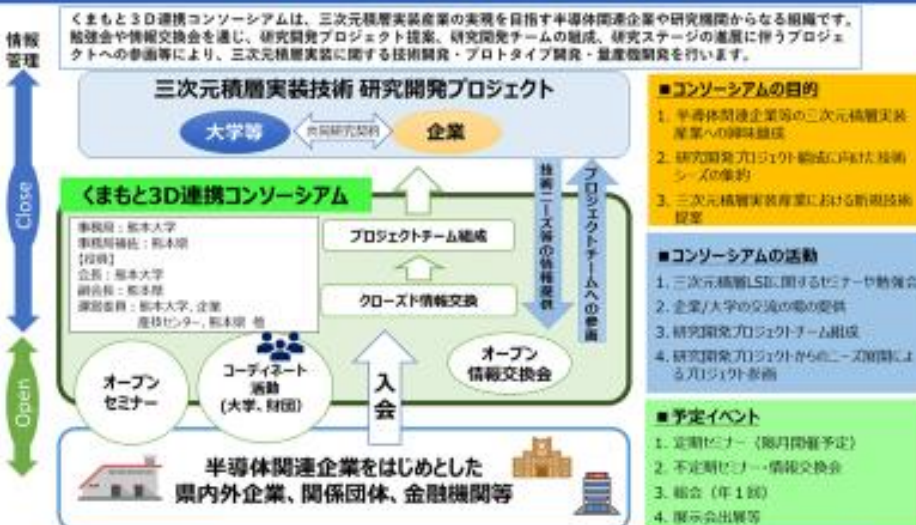 くまもと3D連携コンソーシアムは、三次元積層実装産業の実現を目指す半導体関連企業や研究機関からなる組織です。
勉強会や情報交換会を通じ、研究開発プロジェクト提案、研究開発チームの組成、研究ステージの進展に伴うプロジェ
クトへの参画等により、三次元積層実装に関する技術開発・プロトタイプ開発・量産機開発を行います。
情報
管理
Close
Open
三次元積層実装技術 研究開発プロジェクト
大学等
共同研究契約
企業
くまもと3D連携コンソーシアム
事務局：熊本大学
事務局補佐：熊本県
【役員】
会長：熊本大学
副会長：熊本県
運営委員：熊本大学、企業
産技センター、熊本県 他
プロジェクトチーム組成
クローズド情報交換
技術ニーズ等の情報提供
プロジェクトチームへの参画
オープン
セミナー
コーディネート
活動
(大学、財団)
入会
オープン
情報交換会
半導体関連企業をはじめとした
県内外企業、関係団体、金融機関等
■コンソーシアムの目的
1. 半導体関連企業等の三次元積層実装
産業への興味醸成
2. 研究開発プロジェクト組成に向けた技術
シーズの集約
3. 三次元積層実装産業における新規技術
提案
■コンソーシアムの活動
1. 三次元積層LSIに関するセミナーや勉強会
2. 企業/大学の交流の場の提供
3. 研究開発プロジェクトチーム組成
4. 研究開発プロジェクトからのニーズ展開によ
るプロジェクト参画
■予定イベント
1. 定期セミナー（隔月開催予定）
2. 不定期セミナー・情報交換会
3. 総会（年1回）
4. 展示会出展等